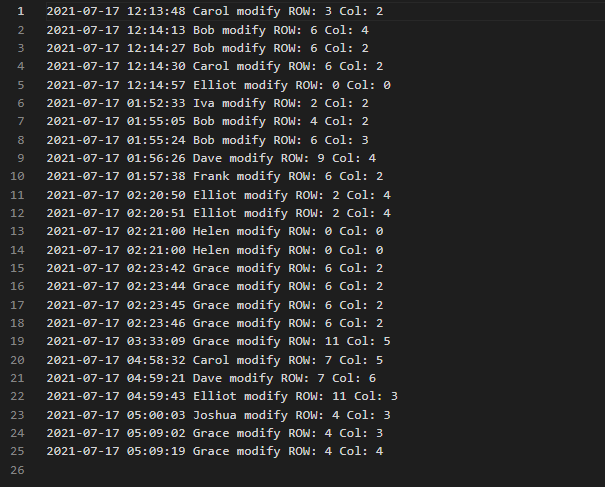 1 2021-07-17 12:13:48 Carol modify ROW: 3 Col: 2
2 2021-07-17 12:14:13 Bob modify ROW: 6 Col: 4
3 2021-07-17 12:14:27 Bob modify ROW: 6 Col: 2
4 2021-07-17 12:14:30 Carol modify ROW: 6 Col: 2
5 2021-07-17 12:14:57 Elliot modify ROW: 0 Col: 0
6 2021-07-17 01:52:33 Iva modify ROW: 2 Col: 2
7 2021-07-17 01:55:05 Bob modify ROW: 4 Col: 2
8 2021-07-17 01:55:24 Bob modify ROW: 6 Col: 3
9 2021-07-17 01:56:26 Dave modify ROW: 9 Col: 4
10 2021-07-17 01:57:38 Frank modify ROW: 6 Col: 2
11 2021-07-17 02:20:50 Elliot modify ROW: 2 Col: 4
12 2021-07-17 02:20:51 Elliot modify ROW: 2 Col: 4
13 2021-07-17 02:21:00 Helen modify ROW: 0 Col: 0
14 2021-07-17 02:21:00 Helen modify ROW: 0 Col: 0
15 2021-07-17 02:23:42 Grace modify ROW: 6 Col: 2
16 2021-07-17 02:23:44 Grace modify ROW: 6 Col: 2
17 2021-07-17 02:23:45 Grace modify ROW: 6 Col: 2
18 2021-07-17 02:23:46 Grace modify ROW: 6 Col: 2
19 2021-07-17 03:33:09 Grace modify ROW: 11 Col: 5
20 2021-07-17 04:58:32 Carol modify ROW: 7 Col: 5
21 2021-07-17 04:59:21 Dave modify ROW: 7 Col: 6
22 2021-07-17 04:59:43 Elliot modify ROW: 11 Col: 3
23 2021-07-17 05:00:03 Joshua modify ROW: 4 Col: 3
24 2021-07-17 05:09:02 Grace modify ROW: 4 Col: 3
25 2021-07-17 05:09:19 Grace modify ROW: 4 Col: 4
26